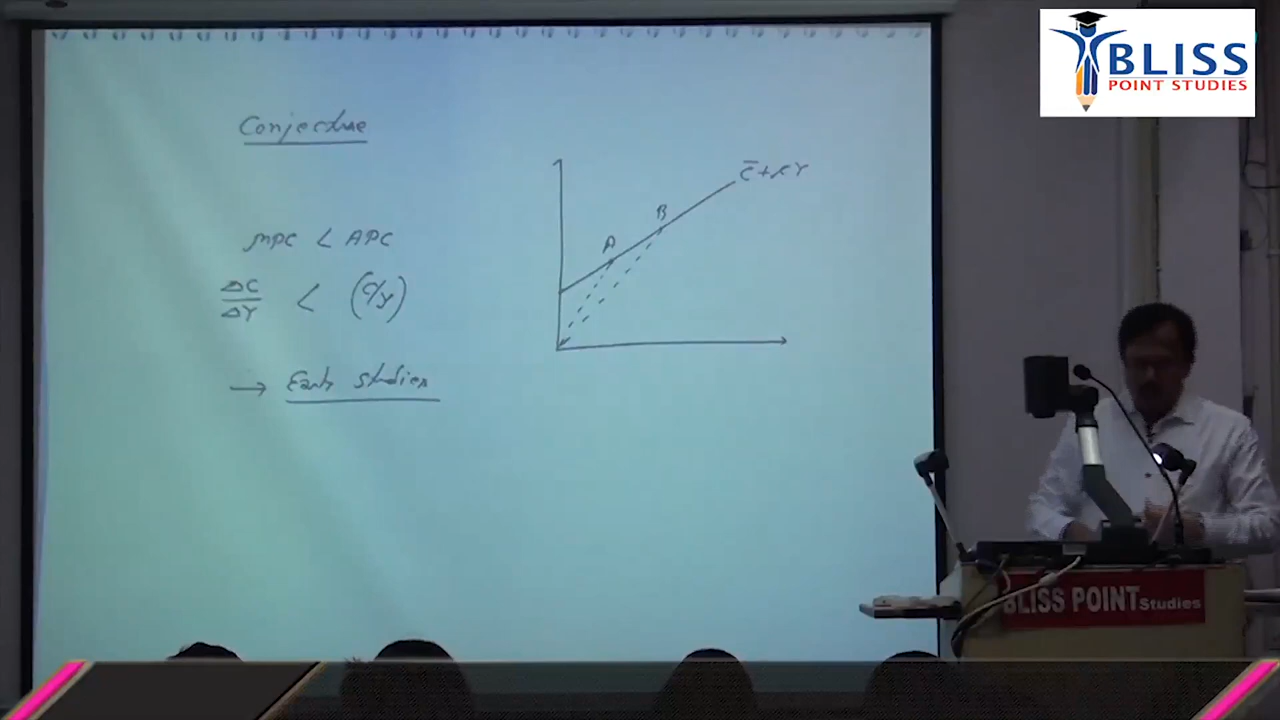 BLISS
POINT STUDIES
Conjecture
MPC < APC
ΔC/ΔY < (C/y)
→ Early studies
A
B
C̄+cY
BLISS POINT Studies